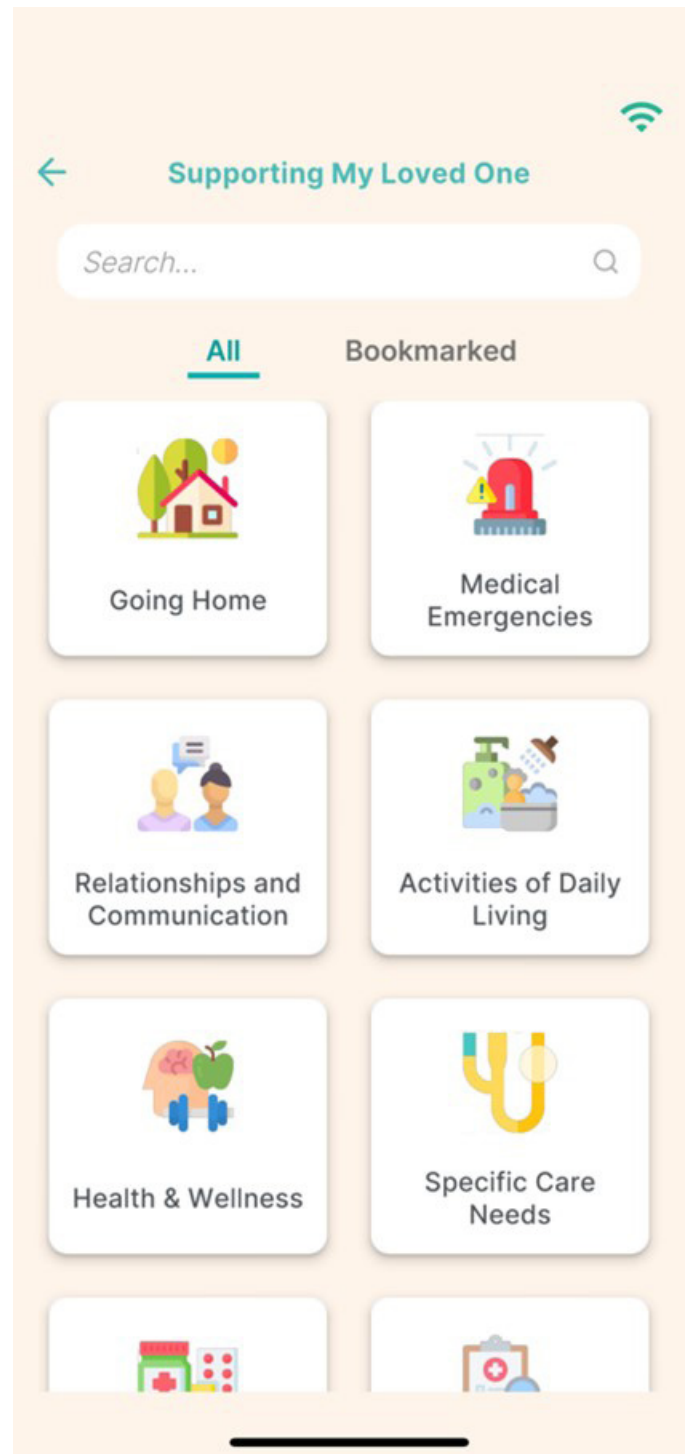 Supporting My Loved One
Search...
All Bookmarked
Going Home
Medical
Emergencies
Relationships and
Communication
Activities of Daily
Living
Health & Wellness
Specific Care
Needs